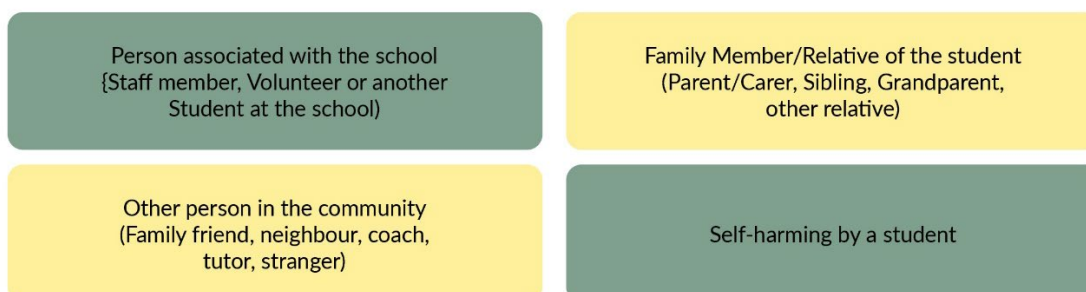 Person associated with the school
{Staff member, Volunteer or another
Student at the school)
Family Member/Relative of the student
(Parent/Carer, Sibling, Grandparent,
other relative)
Other person in the community
(Family friend, neighbour, coach,
tutor, stranger)
Self-harming by a student